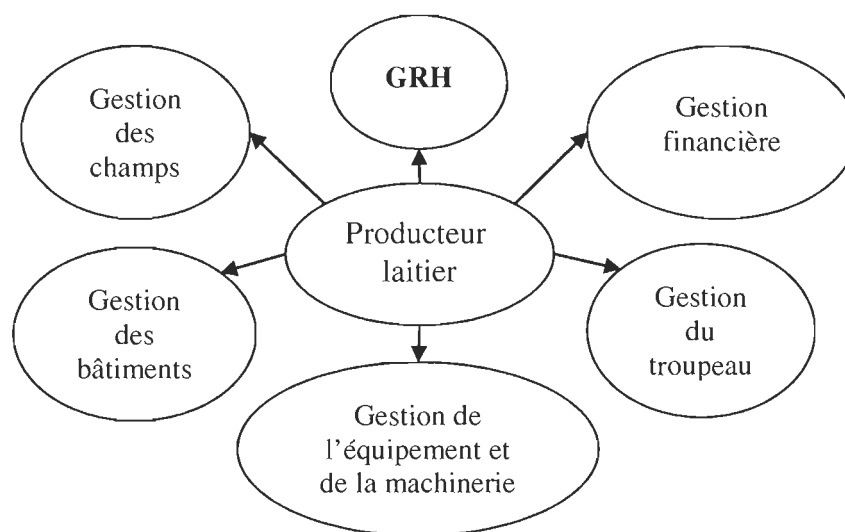 GRH
Gestion
des
champs
Gestion
financière
Producteur
laitier
Gestion
des
bâtiments
Gestion
du
troupeau
Gestion de
l'équipement et
de la machinerie